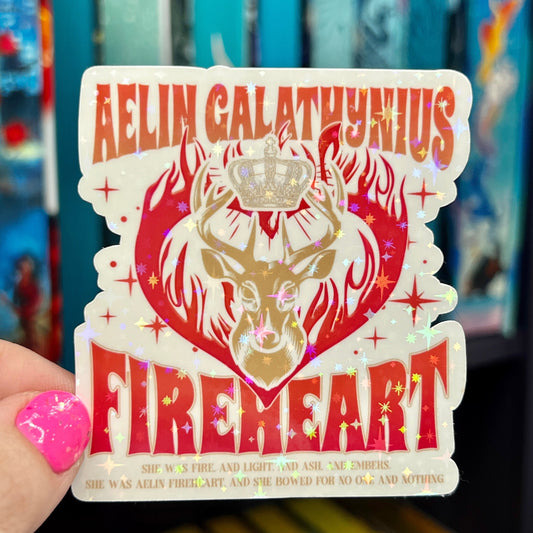 AELIN GALATHYNIUS
FIREHEART
SHE WAS FIRE, AND LIGHT, AND ASH, AND EMBERS.
SHE WAS AELIN FIREHEART, AND SHE BOWED FOR NO ONE AND NOTHING